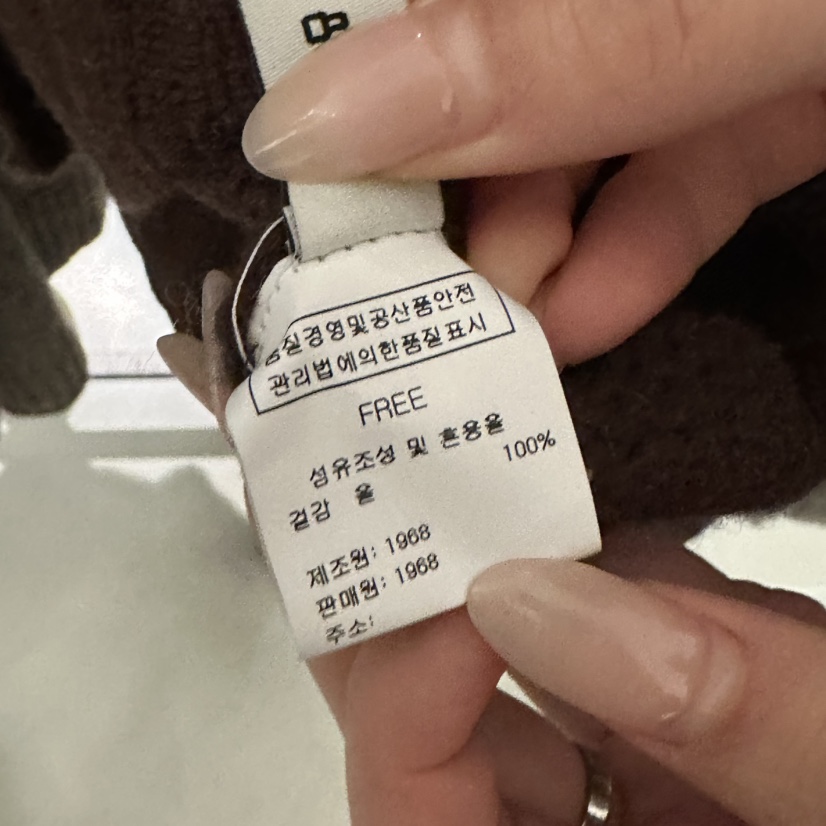 품질경영및공산품안전
관리법에의한품질표시
FREE
섬유조성 및 혼용율
100%
겉감 울
제조원: 1968
판매원: 1968
주소: